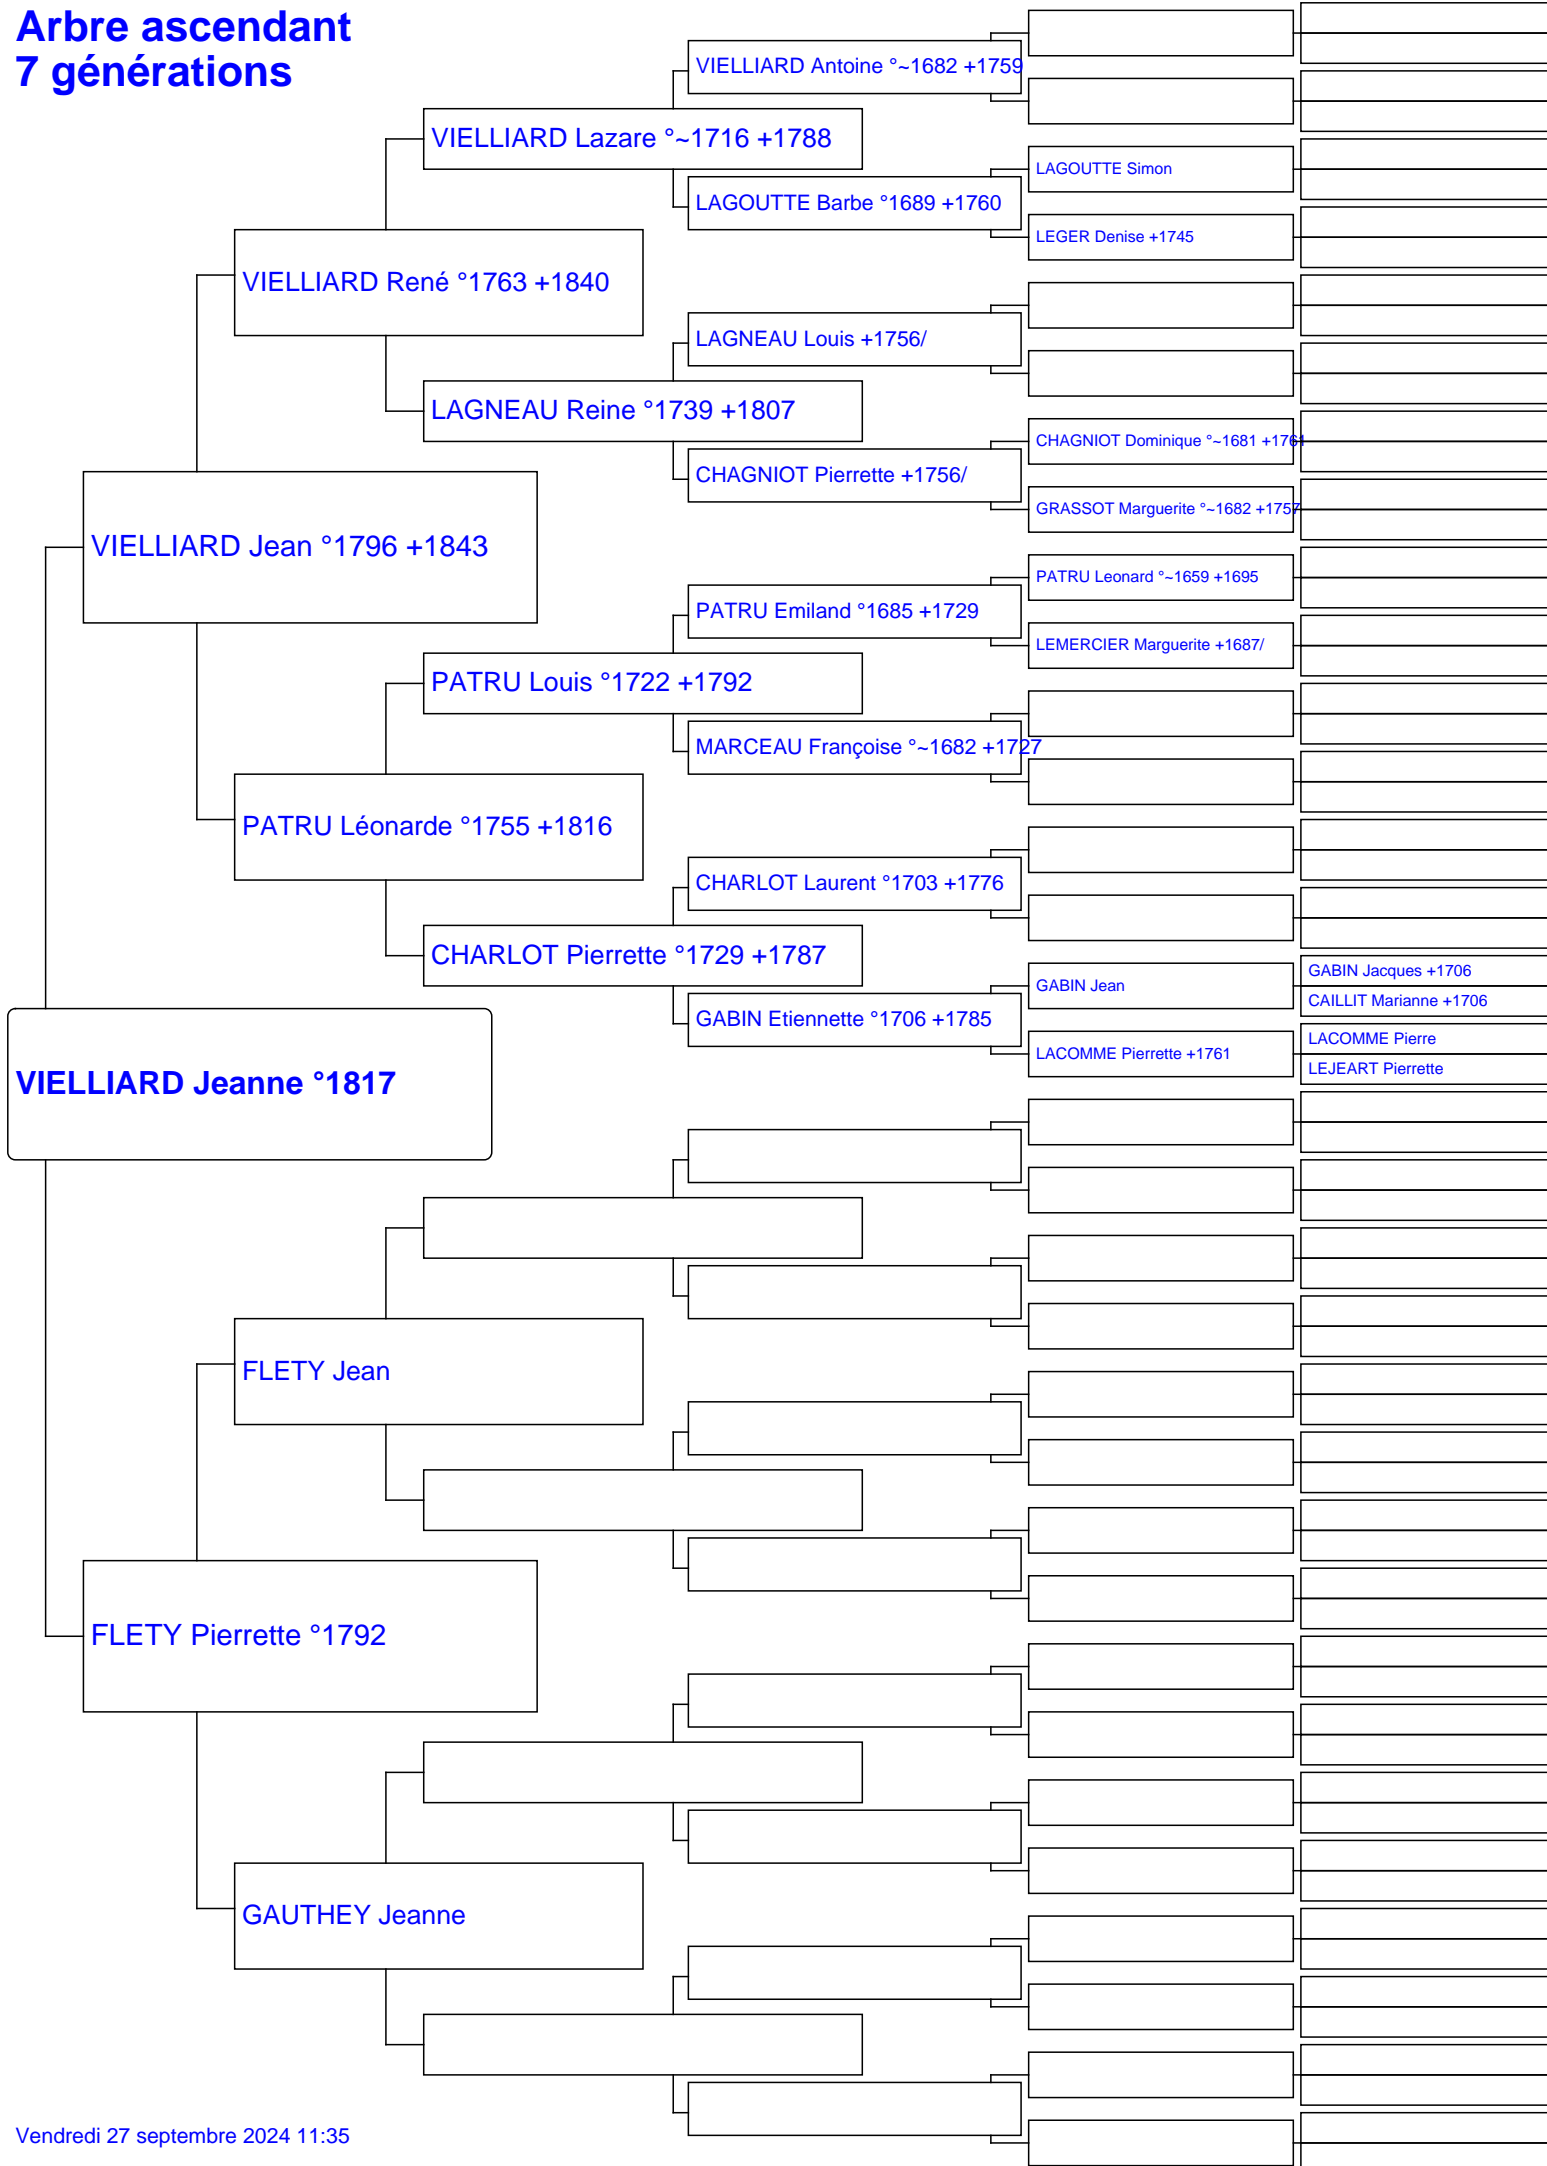 Arbre ascendant
7 générations
VIELLIARD Antoine °~1682 +1759
VIELLIARD Lazare °~1716 +1788
LAGOUTTE Simon
LAGOUTTE Barbe °1689 +1760
LEGER Denise +1745
VIELLIARD René °1763 +1840
LAGNEAU Louis +1756/
LAGNEAU Reine °1739 +1807
CHAGNIOT Dominique °~1681 +1761
CHAGNIOT Pierrette +1756/
GRASSOT Marguerite °~1682 +1757
VIELLIARD Jean °1796 +1843
PATRU Leonard °~1659 +1695
PATRU Emiland °1685 +1729
LEMERCIER Marguerite +1687/
PATRU Louis °1722 +1792
MARCEAU Françoise °~1682 +1727
PATRU Léonarde °1755 +1816
CHARLOT Laurent °1703 +1776
CHARLOT Pierrette °1729 +1787
GABIN Jacques +1706
GABIN Jean
CAILLIT Marianne +1706
GABIN Etiennette °1706 +1785
LACOMME Pierre
LACOMME Pierrette +1761
LEJEART Pierrette
VIELLIARD Jeanne °1817
FLETY Jean
FLETY Pierrette °1792
GAUTHEY Jeanne
Vendredi 27 septembre 2024 11:35